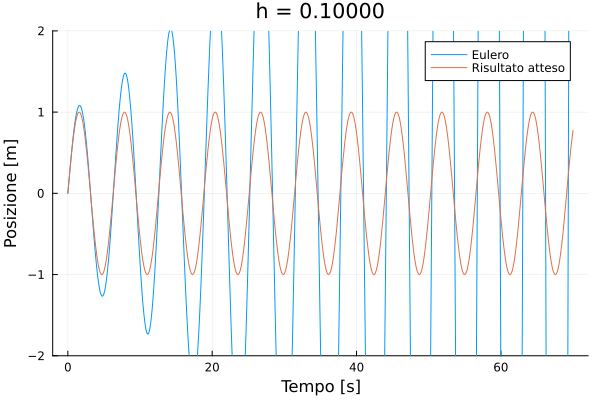 h = 0.10000
Eulero
Risultato atteso
Posizione [m]
2
1
0
−1
−2
0
20
40
60
Tempo [s]